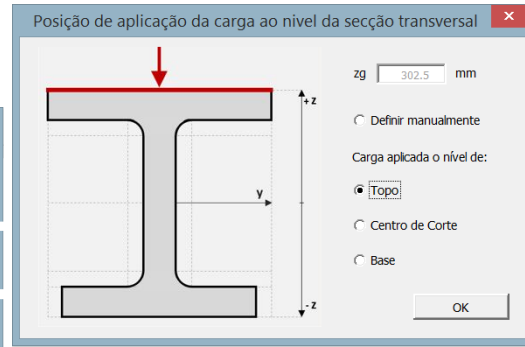 Posição de aplicação da carga ao nivel da secção transversal
zg 302.5 mm
+z
Definir manualmente
Carga aplicada o nível de:
Topo
y
Centro de Corte
Base
-z
OK